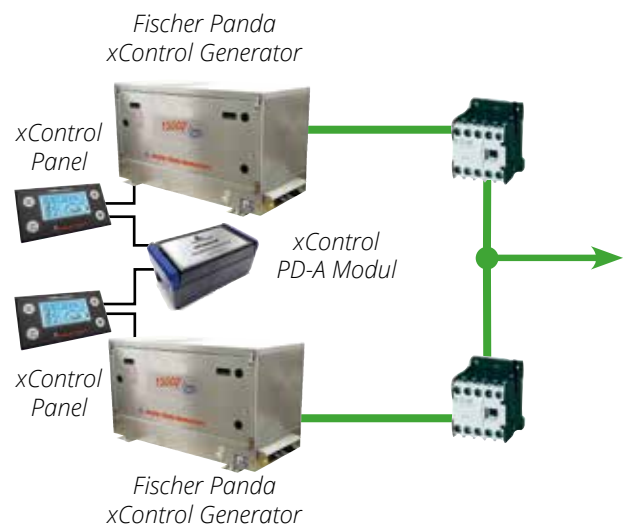 Fischer Panda
xControl Generator
xControl
Panel
xControl
PD-A Modul
xControl
Panel
Fischer Panda
xControl Generator